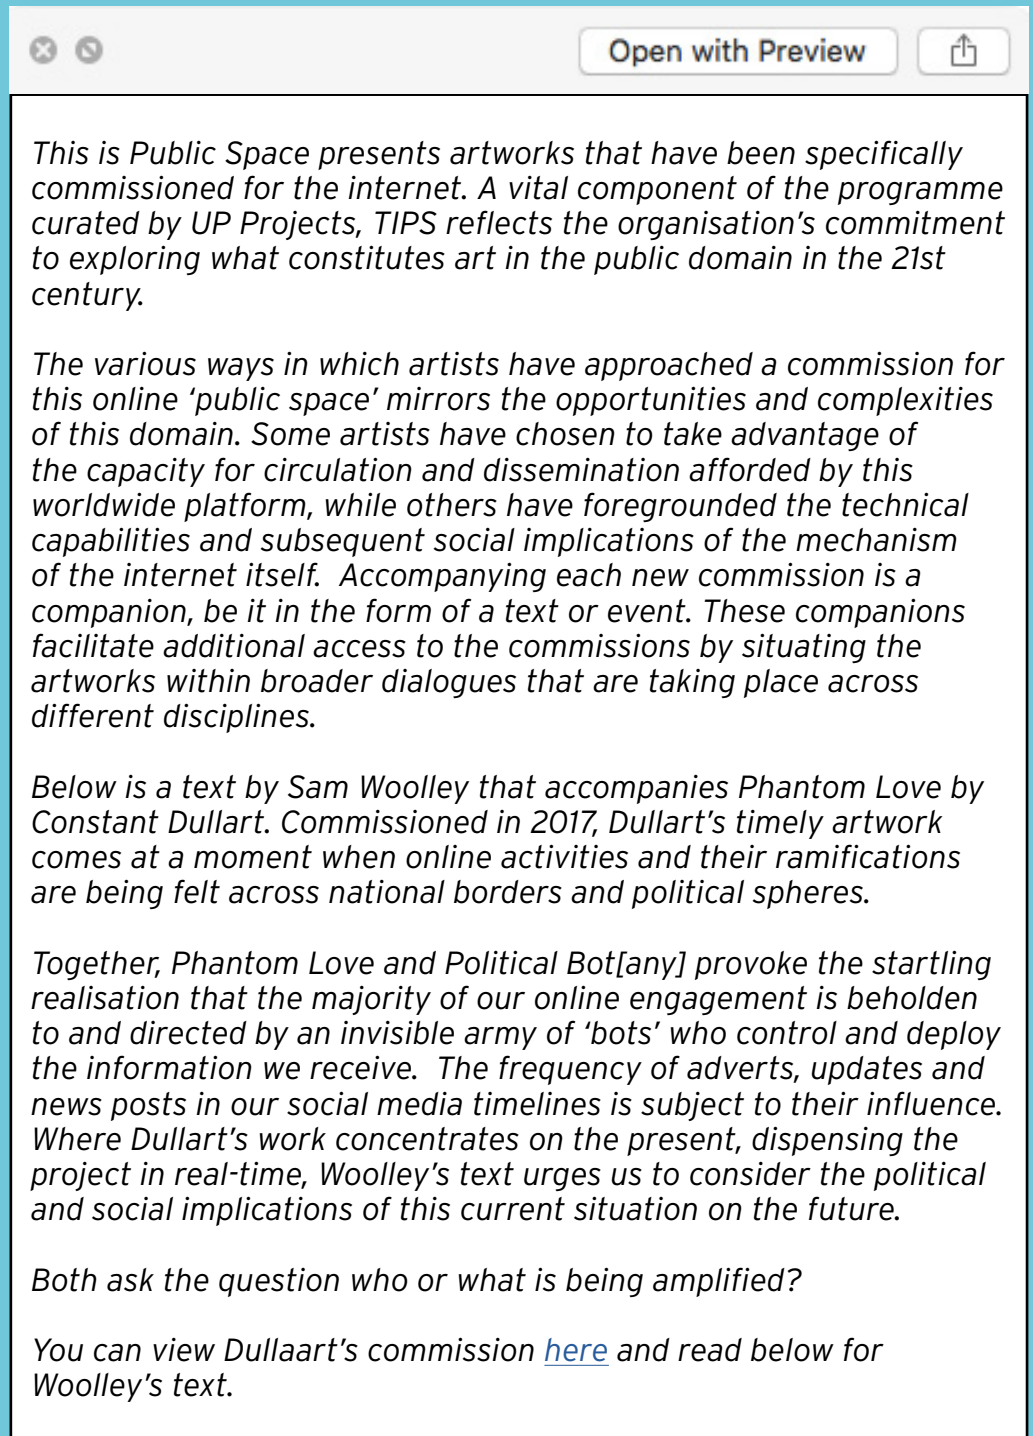 Open with Preview
This is Public Space presents artworks that have been specifically
commissioned for the internet. A vital component of the programme
curated by UP Projects, TIPS reflects the organisation’s commitment
to exploring what constitutes art in the public domain in the 21st
century.
The various ways in which artists have approached a commission for
this online ‘public space’ mirrors the opportunities and complexities
of this domain. Some artists have chosen to take advantage of
the capacity for circulation and dissemination afforded by this
worldwide platform, while others have foregrounded the technical
capabilities and subsequent social implications of the mechanism
of the internet itself.  Accompanying each new commission is a
companion, be it in the form of a text or event. These companions
facilitate additional access to the commissions by situating the
artworks within broader dialogues that are taking place across
different disciplines.
Below is a text by Sam Woolley that accompanies Phantom Love by
Constant Dullart. Commissioned in 2017, Dullart’s timely artwork
comes at a moment when online activities and their ramifications
are being felt across national borders and political spheres.
Together, Phantom Love and Political Bot[any] provoke the startling
realisation that the majority of our online engagement is beholden
to and directed by an invisible army of ‘bots’ who control and deploy
the information we receive.  The frequency of adverts, updates and
news posts in our social media timelines is subject to their influence.
Where Dullart’s work concentrates on the present, dispensing the
project in real-time, Woolley’s text urges us to consider the political
and social implications of this current situation on the future.
Both ask the question who or what is being amplified?
You can view Dullaart’s commission here and read below for
Woolley’s text.